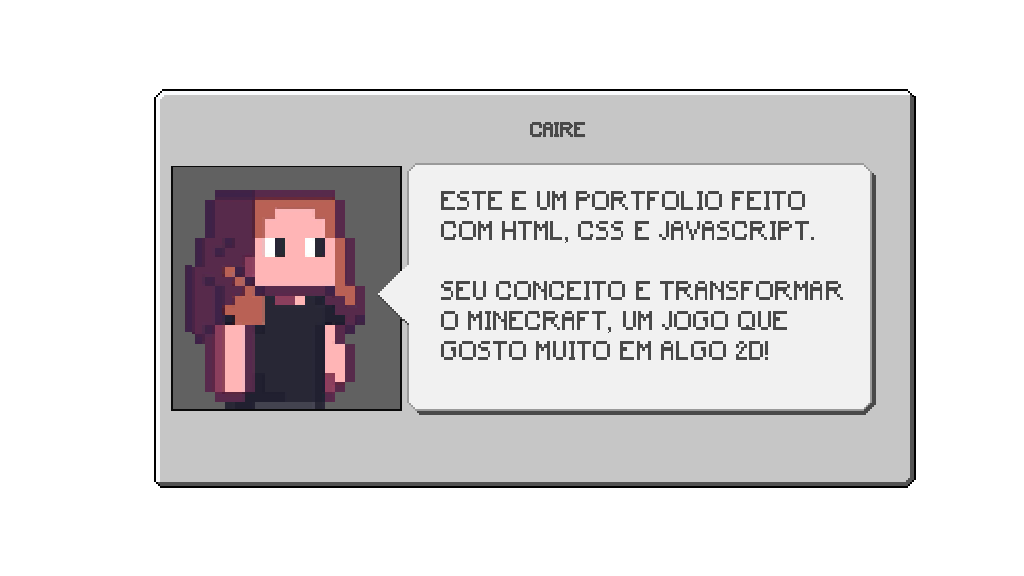 CAIRE
ESTE E UM PORTFOLIO FEITO
COM HTML, CSS E JAVASCRIPT.
SEU CONCEITO E TRANSFORMAR
O MINECRAFT, UM JOGO QUE
GOSTO MUITO EM ALGO 2D!